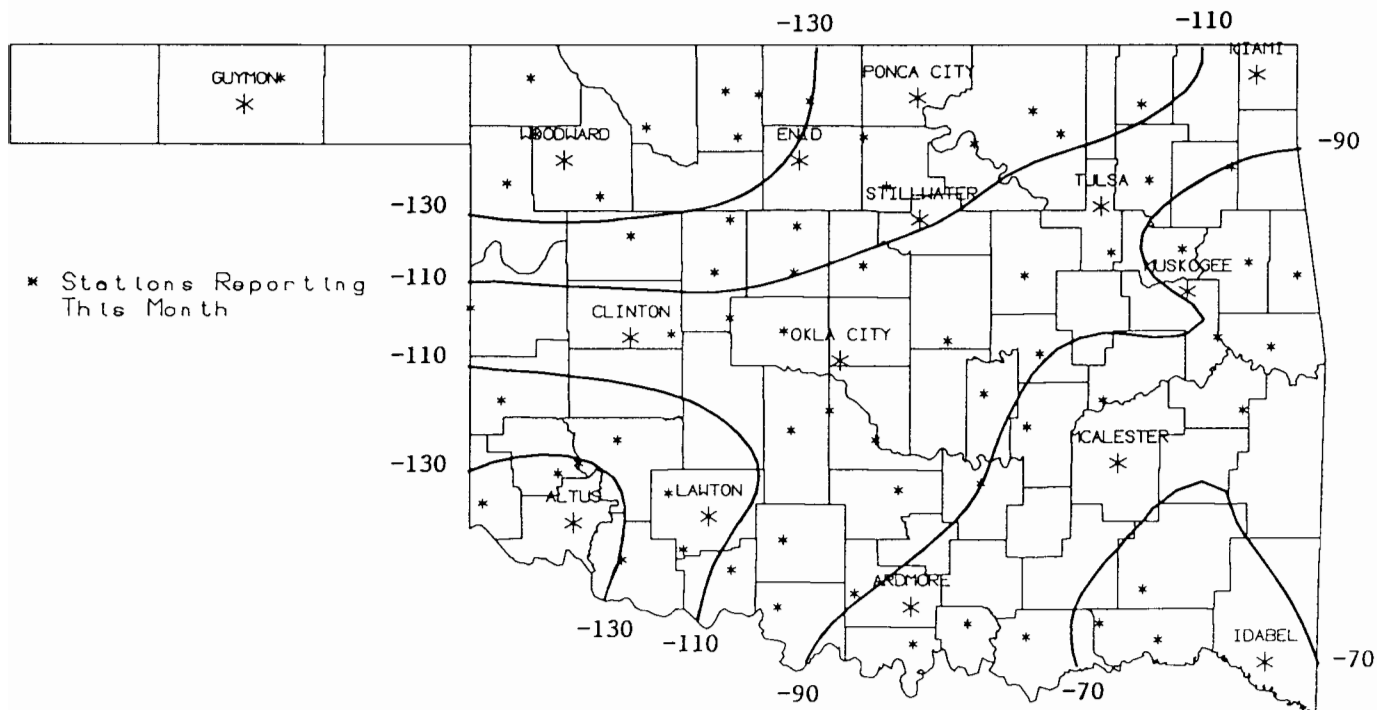 -130
-110
MIAMI
GUYMON
PONCA CITY
WOODWARD
ENID
-90
TULSA
STILLWATER
-130
* Stations Reporting
This Month
-110
MUSKOGEE
CLINTON
OKLA CITY
-110
MCALESTER
-130
ALTUS
LAWTON
ARDMORE
-130
-110
IDABEL
-70
-90
-70